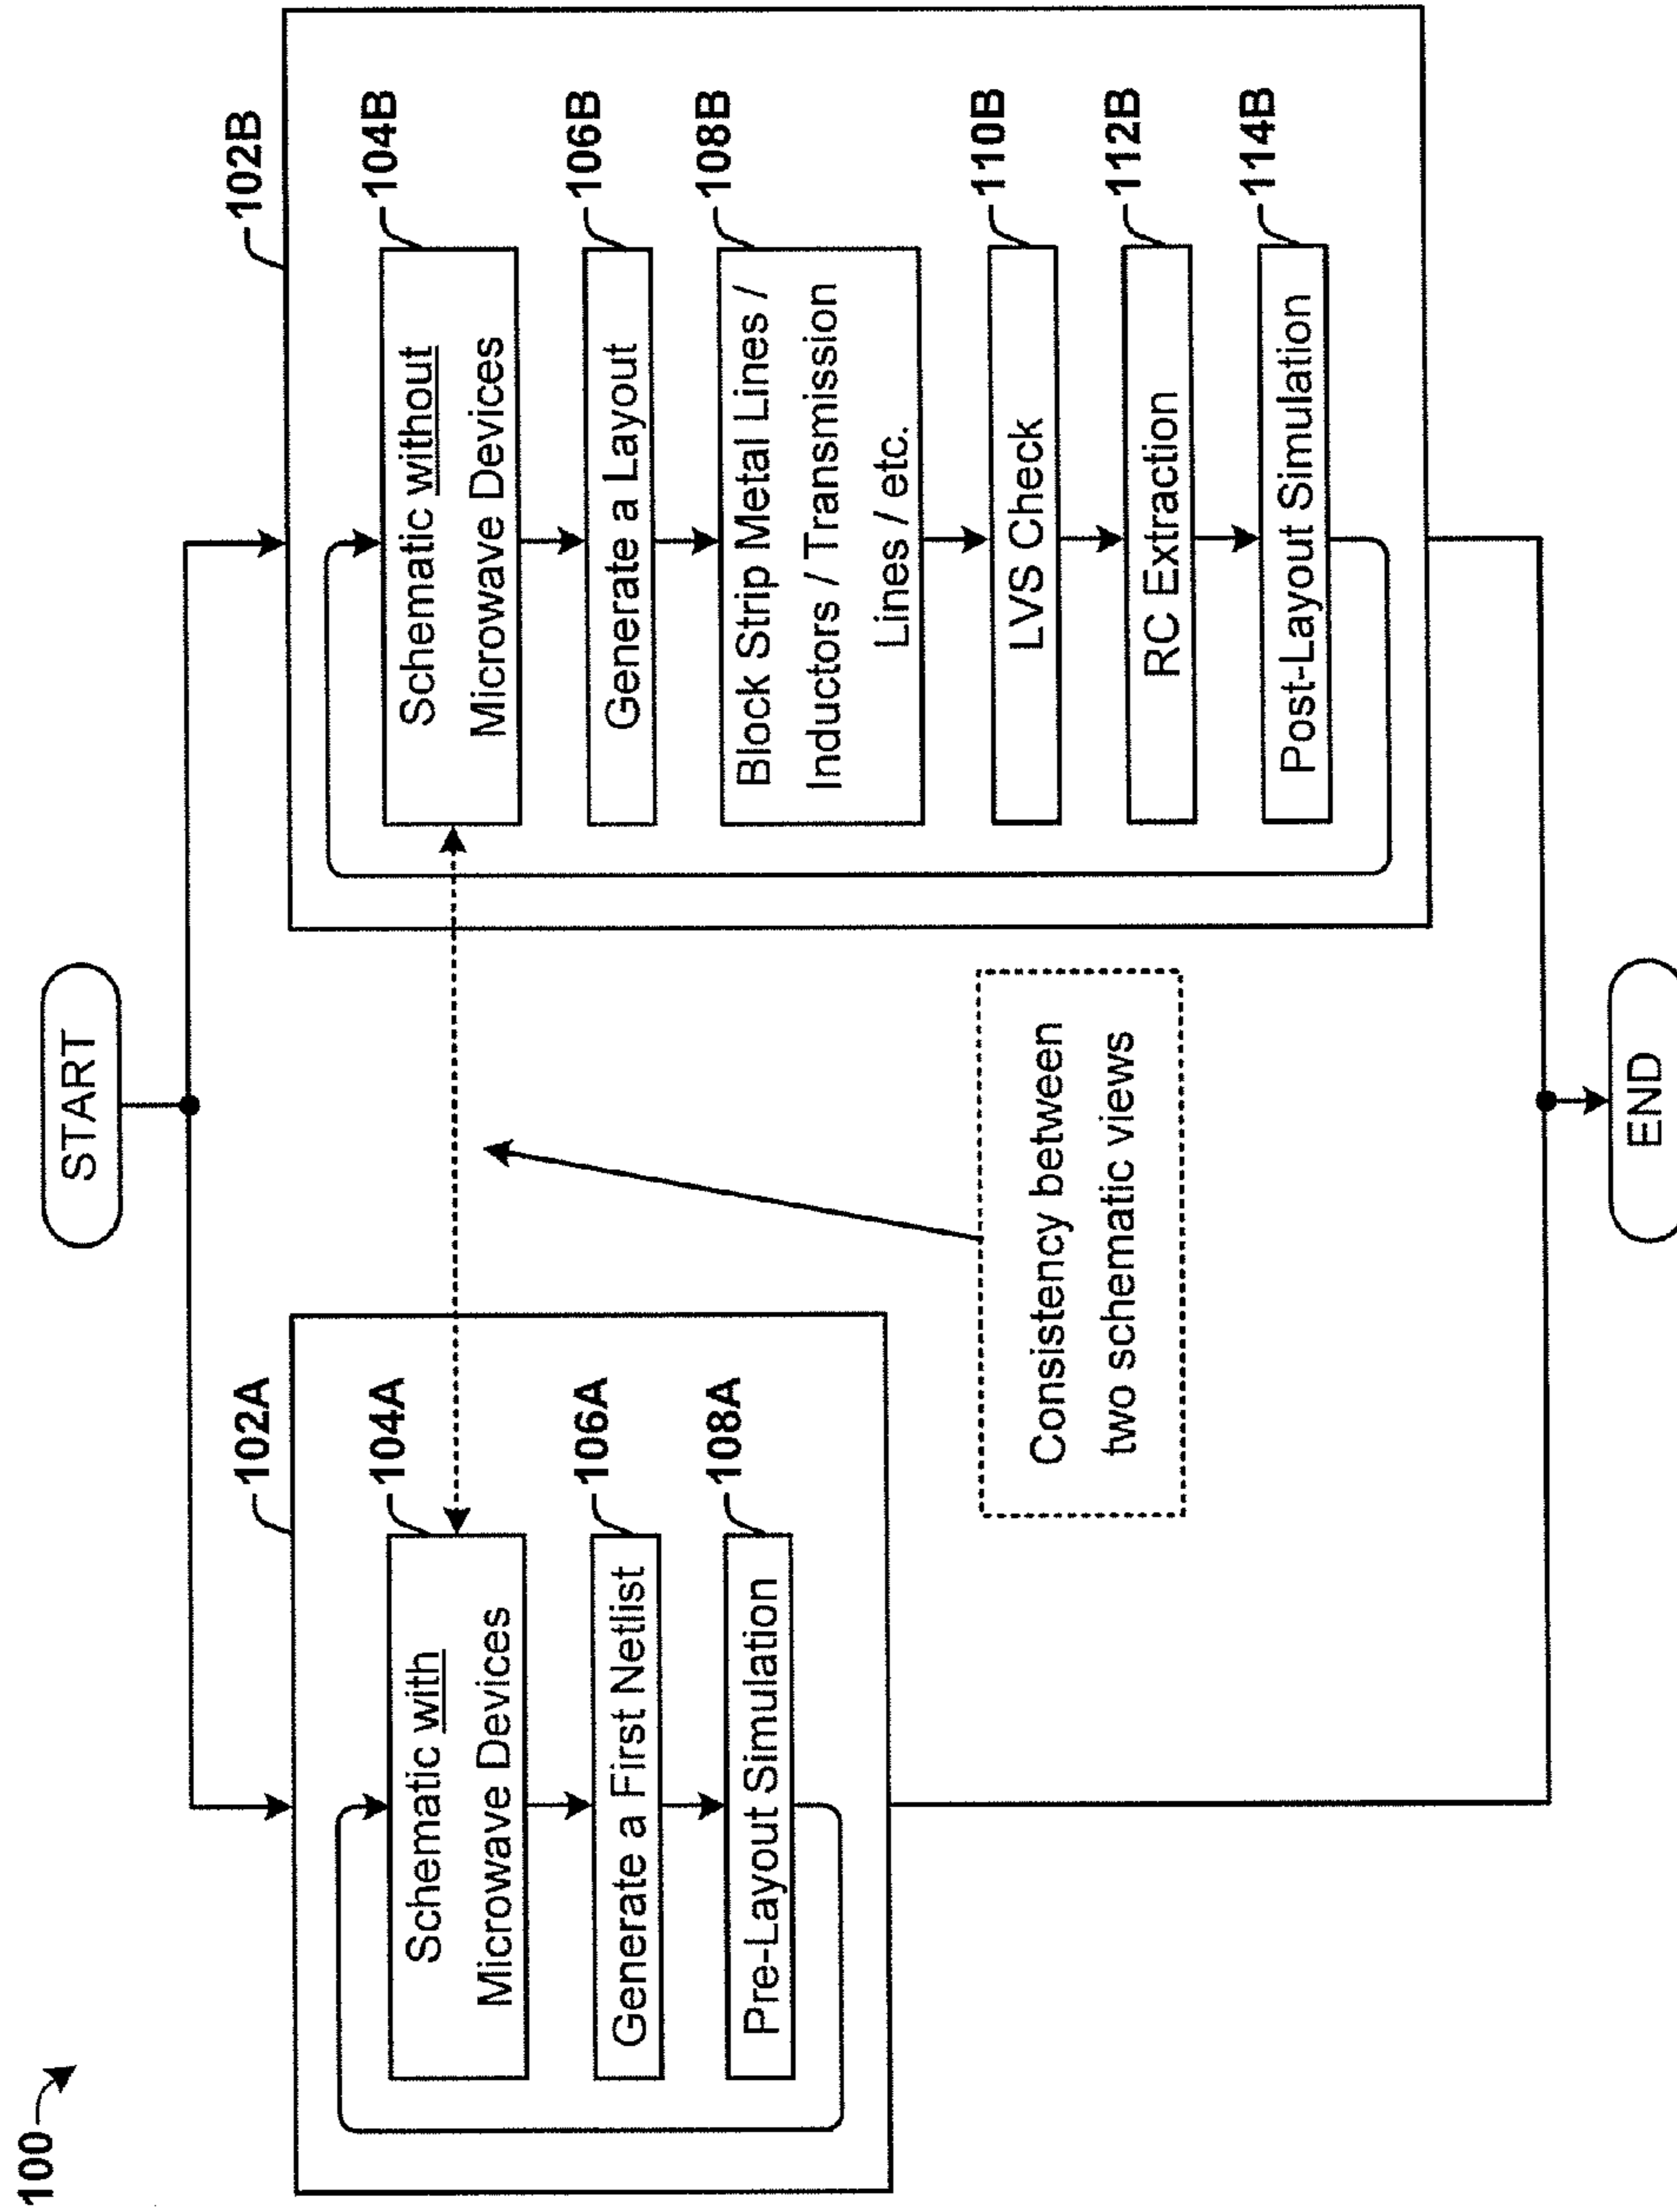 100
START
102A
104A
Schematic with
Microwave Devices
106A
Generate a First Netlist
108A
Pre-Layout Simulation
102B
104B
Schematic without
Microwave Devices
106B
Generate a Layout
108B
Block Strip Metal Lines /
Inductors / Transmission
Lines / etc.
110B
LVS Check
112B
RC Extraction
114B
Post-Layout Simulation
Consistency between
two schematic views
END